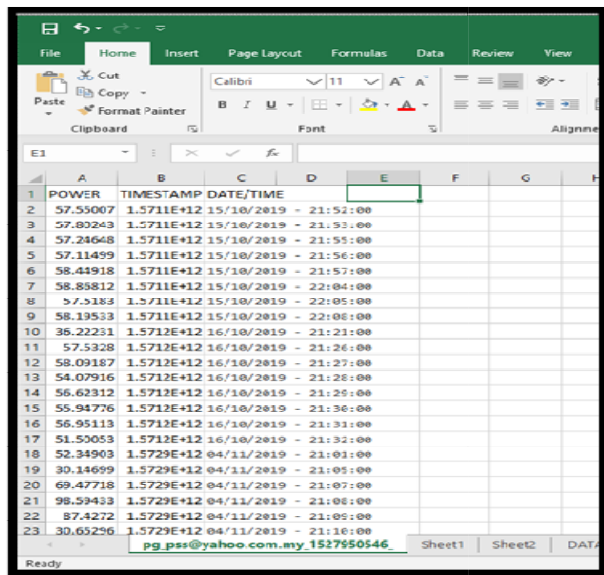 File Home Insert Page Layout Formulas Data Review View
Cut
Calibri 11 A A
Copy
Paste
Format Painter
B I U A
Clipboard Font Alignme
E1 fx
A B C D E F G H
1 POWER TIMESTAMP DATE/TIME
2 57.55007 1.5711E+12 15/10/2019 - 21:52:00
3 57.80243 1.5711E+12 15/10/2019 - 21:53:00
4 57.24648 1.5711E+12 15/10/2019 - 21:55:00
5 57.11499 1.5711E+12 15/10/2019 - 21:56:00
6 58.44918 1.5711E+12 15/10/2019 - 21:57:00
7 58.86812 1.5711E+12 15/10/2019 - 22:04:00
8 57.5183 1.5711E+12 15/10/2019 - 22:05:00
9 58.19533 1.5711E+12 15/10/2019 - 22:08:00
10 36.22231 1.5712E+12 16/10/2019 - 21:21:00
11 57.5328 1.5712E+12 16/10/2019 - 21:26:00
12 58.09187 1.5712E+12 16/10/2019 - 21:27:00
13 54.07916 1.5712E+12 16/10/2019 - 21:28:00
14 56.62312 1.5712E+12 16/10/2019 - 21:29:00
15 55.94776 1.5712E+12 16/10/2019 - 21:30:00
16 56.95113 1.5712E+12 16/10/2019 - 21:31:00
17 51.50053 1.5712E+12 16/10/2019 - 21:32:00
18 52.34903 1.5729E+12 04/11/2019 - 21:01:00
19 30.14699 1.5729E+12 04/11/2019 - 21:05:00
20 69.47718 1.5729E+12 04/11/2019 - 21:07:00
21 98.59433 1.5729E+12 04/11/2019 - 21:08:00
22 87.4272 1.5729E+12 04/11/2019 - 21:09:00
23 30.65296 1.5729E+12 04/11/2019 - 21:10:00
pg_pss@yahoo.com.my_1527950546_ Sheet1 Sheet2 DATA
Ready